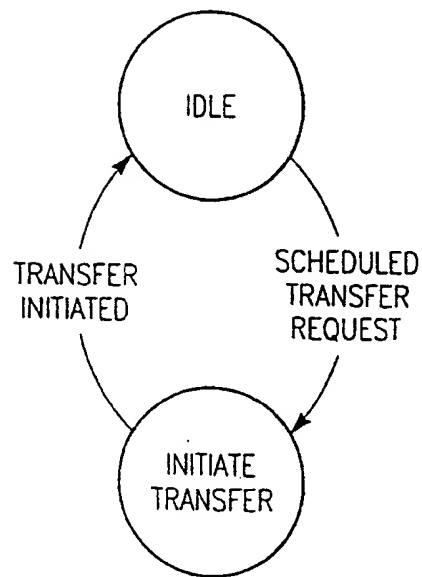 IDLE
TRANSFER
INITIATED
SCHEDULED
TRANSFER
REQUEST
INITIATE
TRANSFER